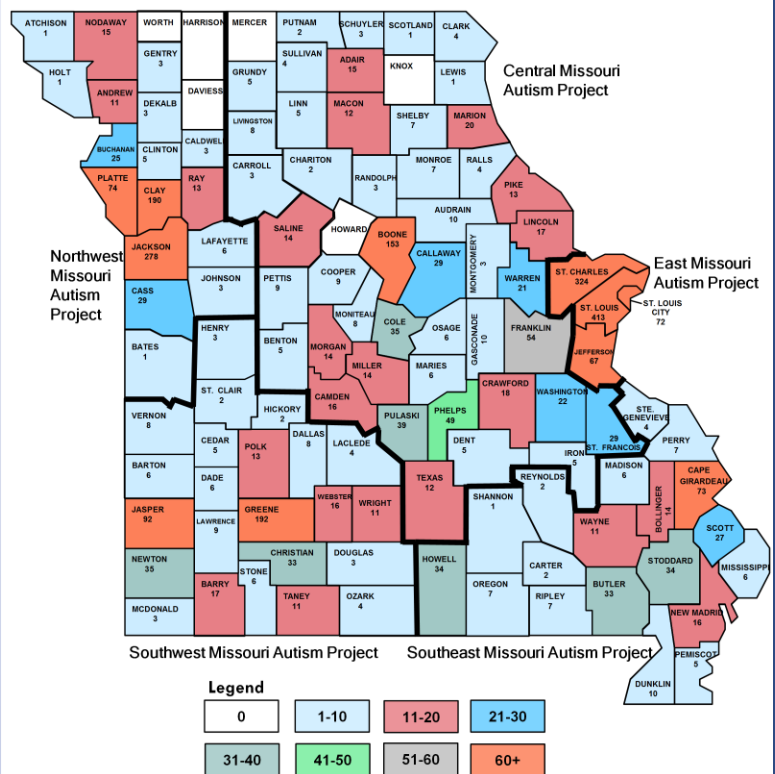 ATCHISON
1
NODAWAY
15
WORTH
HARRISON
MERCER
PUTNAM
2
SCHUYLER
3
SCOTLAND
1
CLARK
4
HOLT
1
GENTRY
3
SULLIVAN
4
ADAIR
15
KNOX
LEWIS
1
Central Missouri
Autism Project
ANDREW
11
DEKALB
3
DAVIESS
GRUNDY
5
LINN
5
MACON
12
SHELBY
7
MARION
20
LIVINGSTON
8
BUCHANAN
25
CLINTON
5
CALDWEL
3
CARROLL
3
CHARITON
2
RANDOLPH
3
MONROE
7
RALLS
4
PLATTE
74
CLAY
190
RAY
13
PIKE
13
AUDRAIN
10
SALINE
14
HOWARD
BOONE
153
LINCOLN
17
JACKSON
278
LAFAYETTE
6
CALLAWAY
29
MONTGOMERY
3
WARREN
21
ST. CHARLES
324
Northwest
Missouri
Autism
Project
East Missouri
Autism Project
CASS
29
JOHNSON
3
PETTIS
9
COOPER
9
MONITEAU
8
COLE
35
OSAGE
6
GASCONADE
10
FRANKLIN
54
ST. LOUIS
413
ST. LOUIS
CITY
72
BATES
1
HENRY
3
BENTON
5
MORGAN
14
MILLER
14
MARIES
6
JEFFERSON
67
ST. CLAIR
2
CAMDEN
16
PULASKI
39
PHELPS
49
CRAWFORD
18
WASHINGTON
22
29
ST. FRANCOIS
STE.
GENEVIEVE
4
VERNON
8
HICKORY
2
DALLAS
8
LACLEDE
4
DENT
5
IRON
5
PERRY
7
CEDAR
5
POLK
13
BARTON
6
DADE
6
WEBSTER
16
WRIGHT
11
TEXAS
12
SHANNON
1
REYNOLDS
2
MADISON
6
BOLLINGER
14
CAPE
GIRARDEAU
73
JASPER
92
LAWRENCE
9
GREENE
192
WAYNE
11
SCOTT
27
NEWTON
35
CHRISTIAN
33
DOUGLAS
3
HOWELL
34
CARTER
2
STODDARD
34
MISSISSIPPI
6
MCDONALD
3
BARRY
17
STONE
6
TANEY
11
OZARK
4
OREGON
7
RIPLEY
7
BUTLER
33
NEW MADRID
16
PEMISCOT
5
DUNKLIN
10
Southwest Missouri Autism Project
Southeast Missouri Autism Project
Legend
0
1-10
11-20
21-30
31-40
41-50
51-60
60+